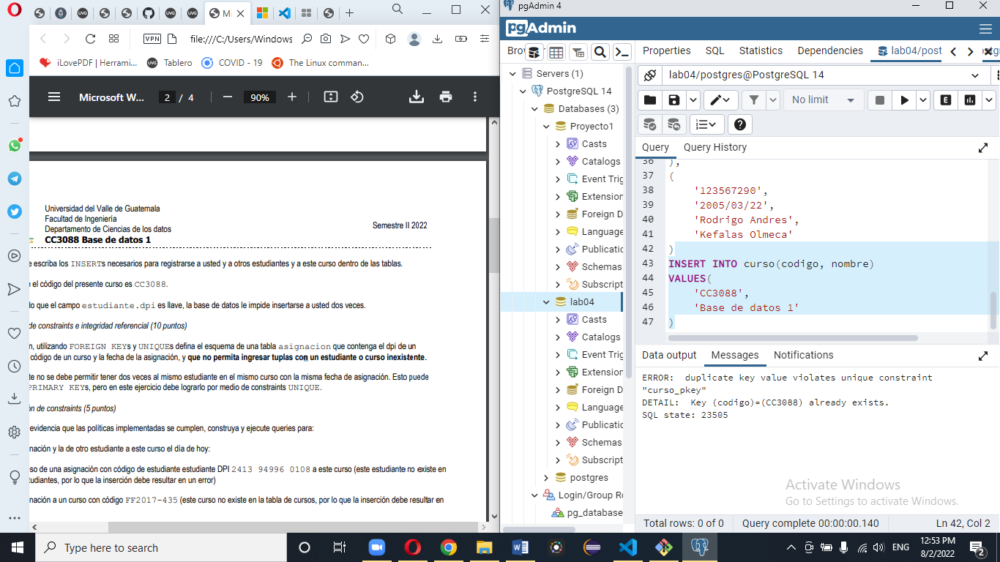 Mi
pgAdmin 4
VPN
file:///C:/Users/Windows
iLovePDF | Herrami...
Tablero
COVID - 19
The Linux comman...
Microsoft W...
2 / 4
90%
Universidad del Valle de Guatemala
Facultad de Ingeniería
Departamento de Ciencias de los datos
Semestre II 2022
CC3088 Base de datos 1
e escriba los INSERTs necesarios para registrarse a usted y a otros estudiantes y a este curso dentro de las tablas.
e el código del presente curso es CC3088.
lo que el campo estudiante.dpi es llave, la base de datos le impide insertarse a usted dos veces.
de constraints e integridad referencial (10 puntos)
n, utilizando FOREIGN KEYs y UNIQUEs defina el esquema de una tabla asignacion que contenga el dpi de un
código de un curso y la fecha de la asignación, y que no permita ingresar tuplas con un estudiante o curso inexistente.
te no se debe permitir tener dos veces al mismo estudiante en el mismo curso con la misma fecha de asignación. Esto puede
PRIMARY KEYs, pero en este ejercicio debe lograrlo por medio de constraints UNIQUE.
ón de constraints (5 puntos)
evidencia que las políticas implementadas se cumplen, construya y ejecute queries para:
nación y la de otro estudiante a este curso el día de hoy:
so de una asignación con código de estudiante estudiante DPI 2413 94996 0108 a este curso (este estudiante no existe en
tudiantes, por lo que la inserción debe resultar en un error)
nación a un curso con código FF2017-435 (este curso no existe en la tabla de cursos, por lo que la inserción debe resultar en
pgAdmin
Brow
Servers (1)
PostgreSQL 14
Databases (3)
Proyecto1
Casts
Catalogs
Event Trig
Extension
Foreign D
Language
Publicatic
Schemas
Subscript
lab04
Casts
Catalogs
Event Trig
Extension
Foreign D
Language
Publicatic
Schemas
Subscript
postgres
Login/Group Ro
pg_database
Properties SQL Statistics Dependencies lab04/post
lab04/postgres@PostgreSQL 14
No limit
E
Query Query History
36 ),
37 (
38 '123567290',
39 '2005/03/22',
40 'Rodrigo Andres',
41 'Kefalas Olmeca'
42 )
43 INSERT INTO curso(codigo, nombre)
44 VALUES(
45 'CC3088',
46 'Base de datos 1'
47 )
Data output Messages Notifications
ERROR: duplicate key value violates unique constraint
"curso_pkey"
DETAIL: Key (codigo)=(CC3088) already exists.
SQL state: 23505
Activate Windows
Go to Settings to activate Windows.
Total rows: 0 of 0 Query complete 00:00:00.140 Ln 42, Col 2
Type here to search
ENG
12:53 PM
8/2/2022
2